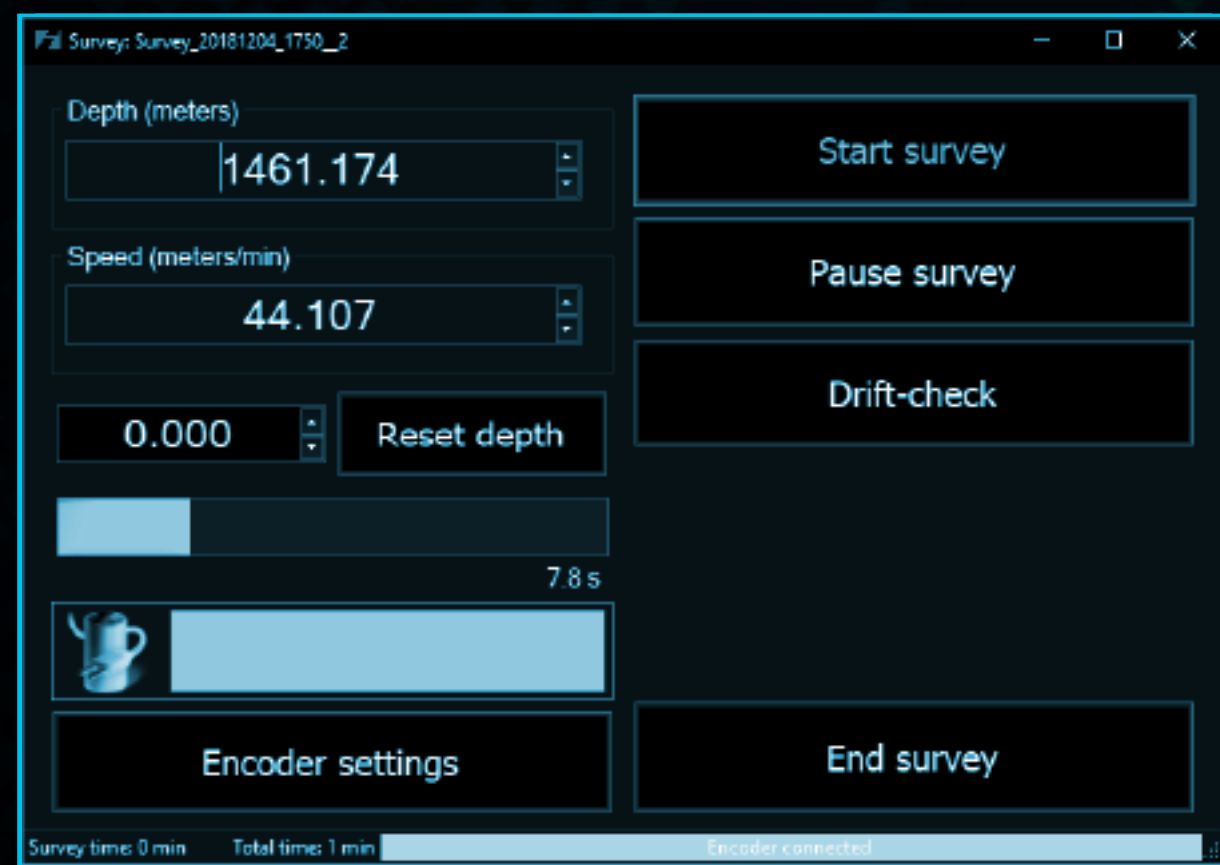 Survey: Survey_20181204_1750__2
Depth (meters)
1461.174
Speed (meters/min)
44.107
0.000
Reset depth
7.8 s
Encoder settings
Start survey
Pause survey
Drift-check
End survey
Survey time: 0 min Total time: 1 min Encoder connected